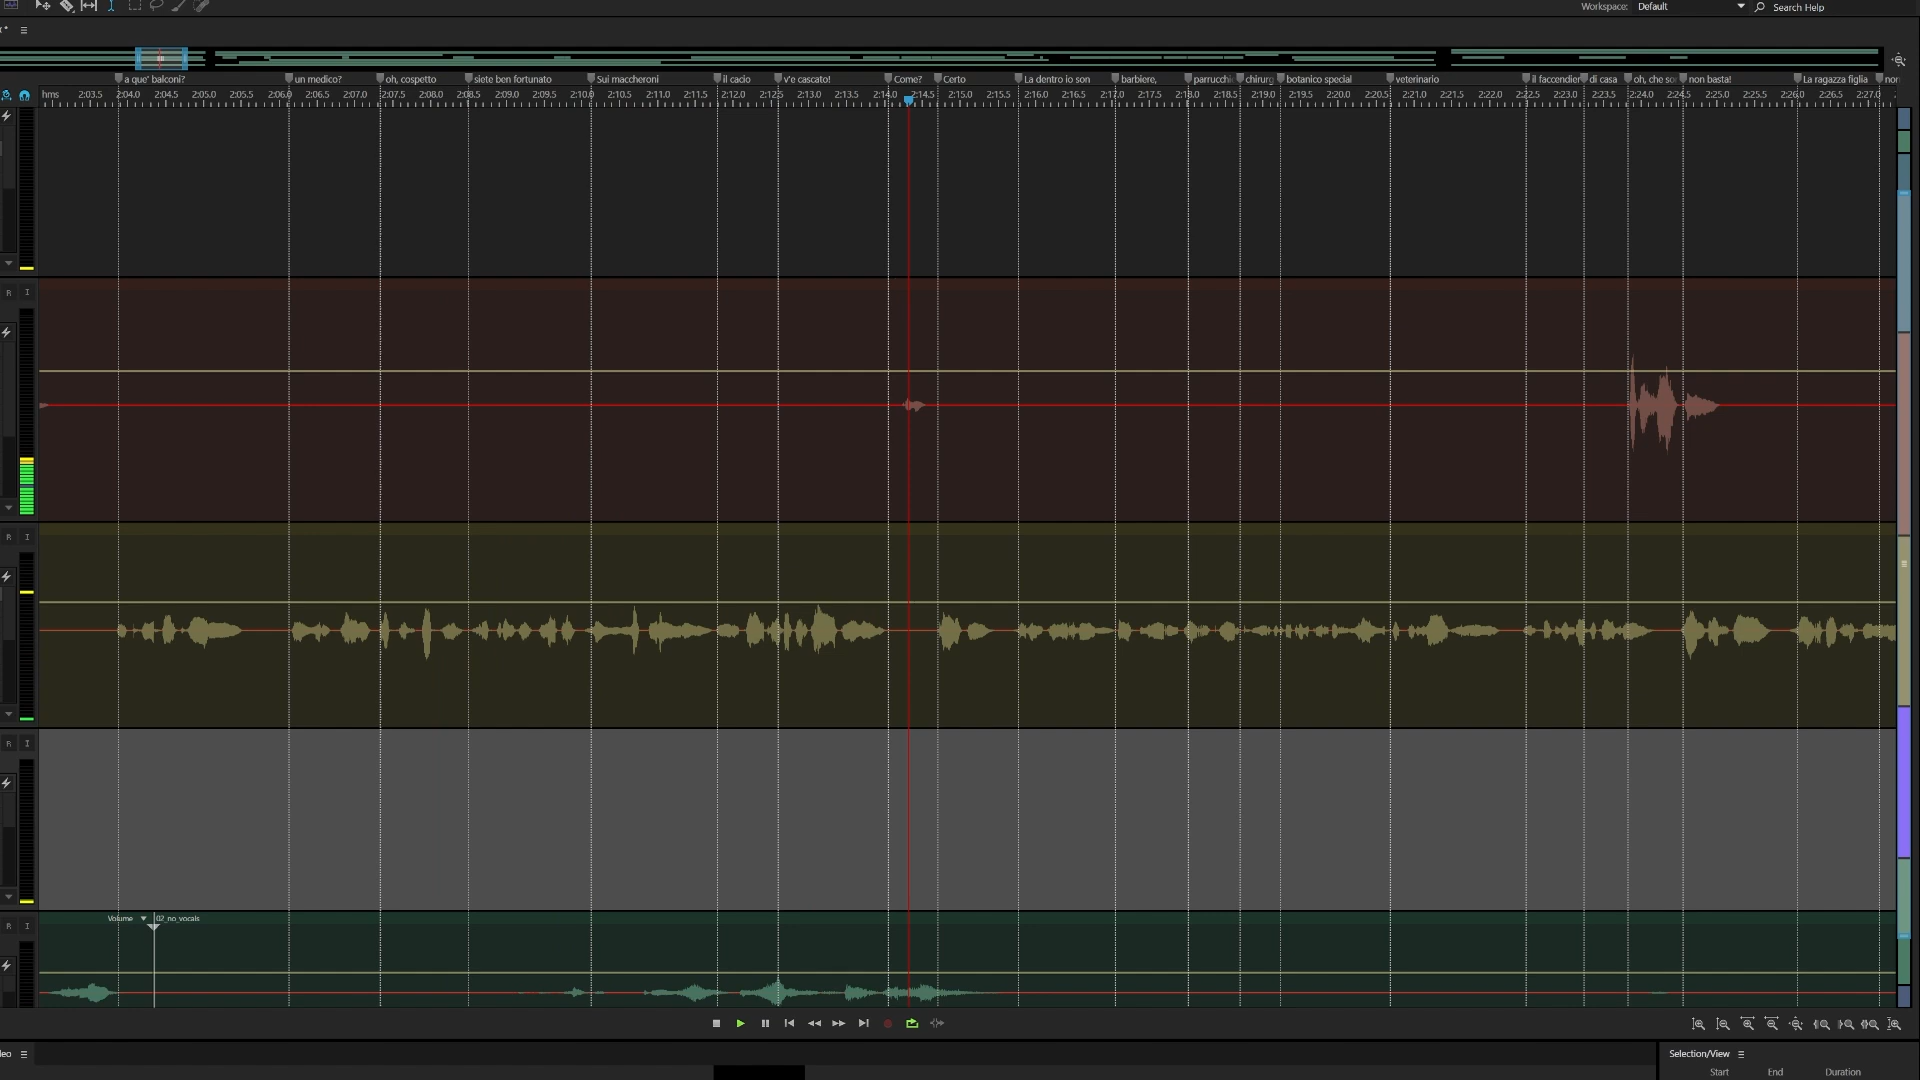 Workspace: Default Search Help
a que' balconi? un medico? oh, cospetto siete ben fortunato Sui maccheroni il cacio v'e cascato! Come? Certo La dentro io son barbiere, parrucchi chirurg botanico special veterinario il faccendier di casa oh, che so non basta! La ragazza figlia non
hms 2:03.5 2:04.0 2:04.5 2:05.0 2:05.5 2:06.0 2:06.5 2:07.0 2:07.5 2:08.0 2:08.5 2:09.0 2:09.5 2:10.0 2:10.5 2:11.0 2:11.5 2:12.0 2:12.5 2:13.0 2:13.5 2:14.0 2:14.5 2:15.0 2:15.5 2:16.0 2:16.5 2:17.0 2:17.5 2:18.0 2:18.5 2:19.0 2:19.5 2:20.0 2:20.5 2:21.0 2:21.5 2:22.0 2:22.5 2:23.0 2:23.5 2:24.0 2:24.5 2:25.0 2:25.5 2:26.0 2:26.5 2:27.0
R I
R I
R I
R I
Volume 02_no_vocals
eo
Selection/View
Start End Duration